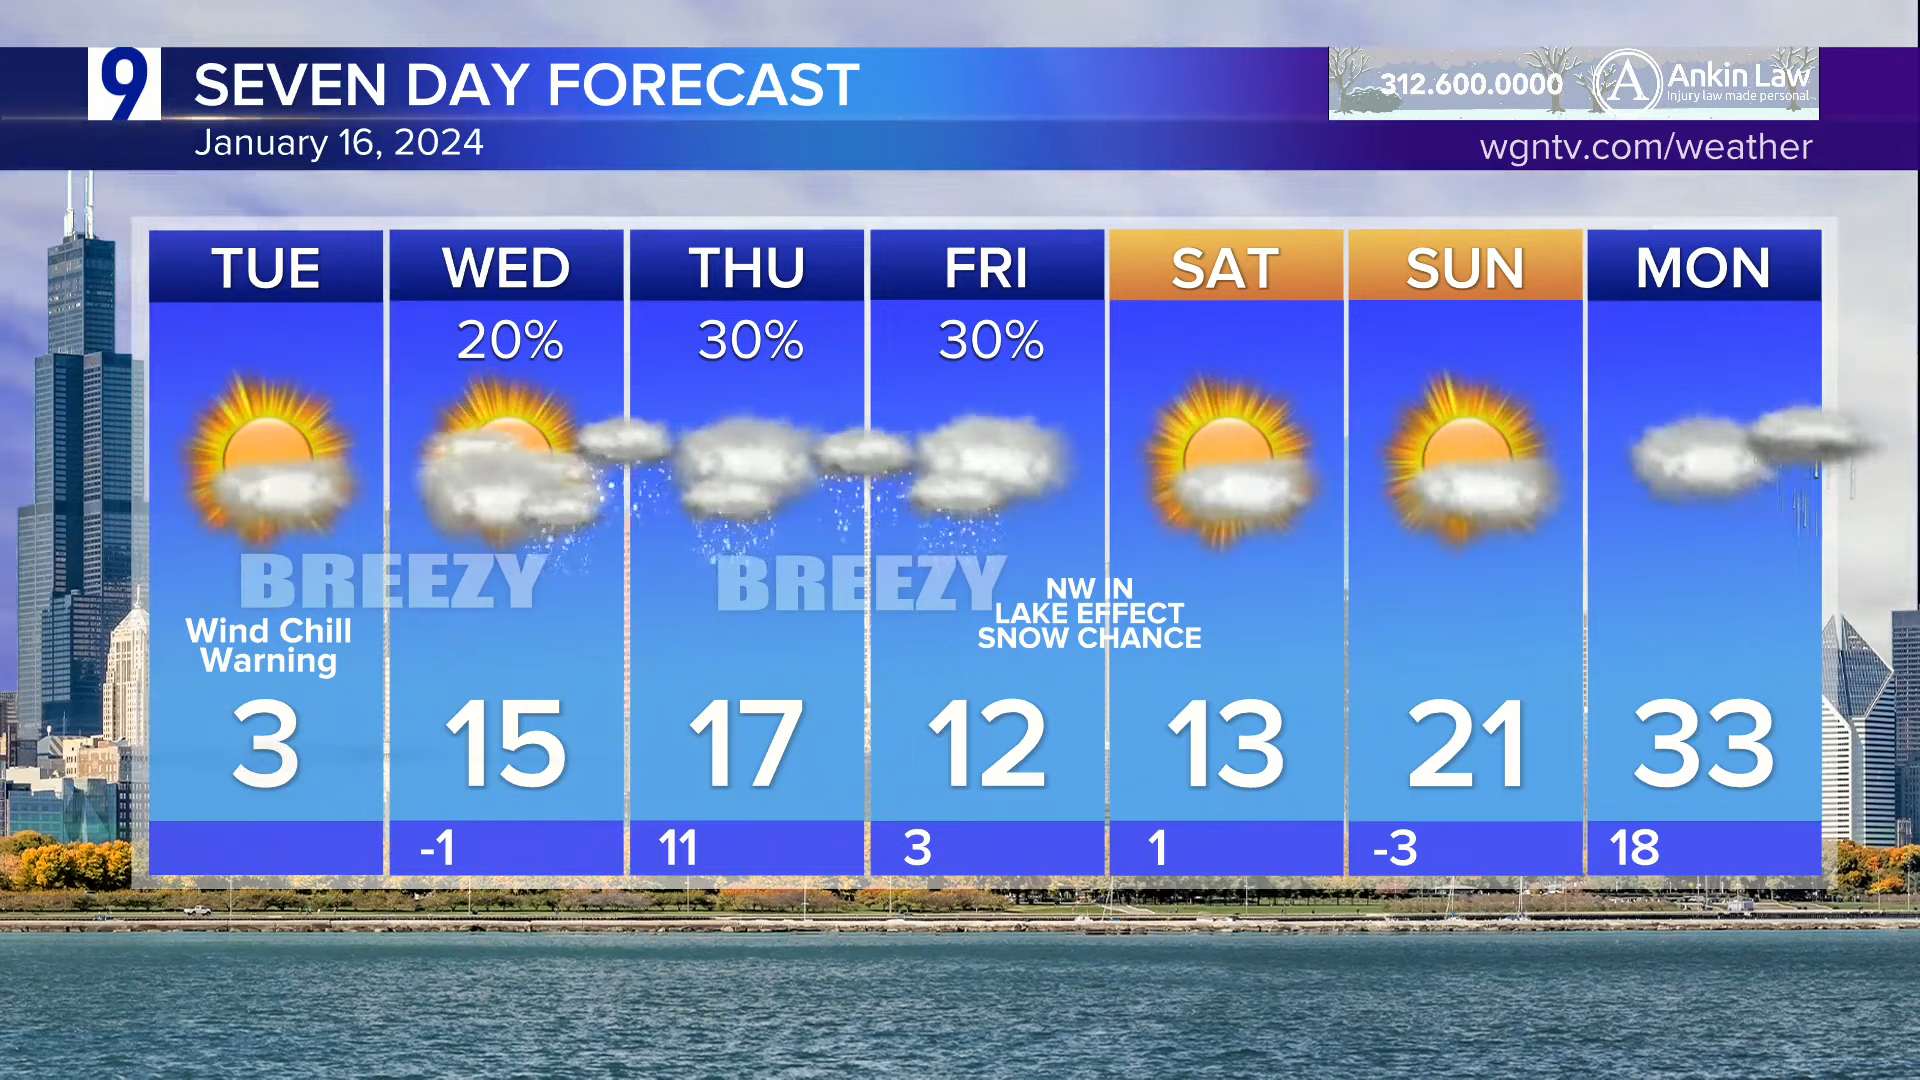 9
SEVEN DAY FORECAST
January 16, 2024
312.600.0000
A
Ankin Law
Injury law made personal
wgntv.com/weather
TUE WED THU FRI SAT SUN MON
20% 30% 30%
BREEZY BREEZY
Wind Chill
Warning
NW IN
LAKE EFFECT
SNOW CHANCE
3 15 17 12 13 21 33
-1 11 3 1 -3 18